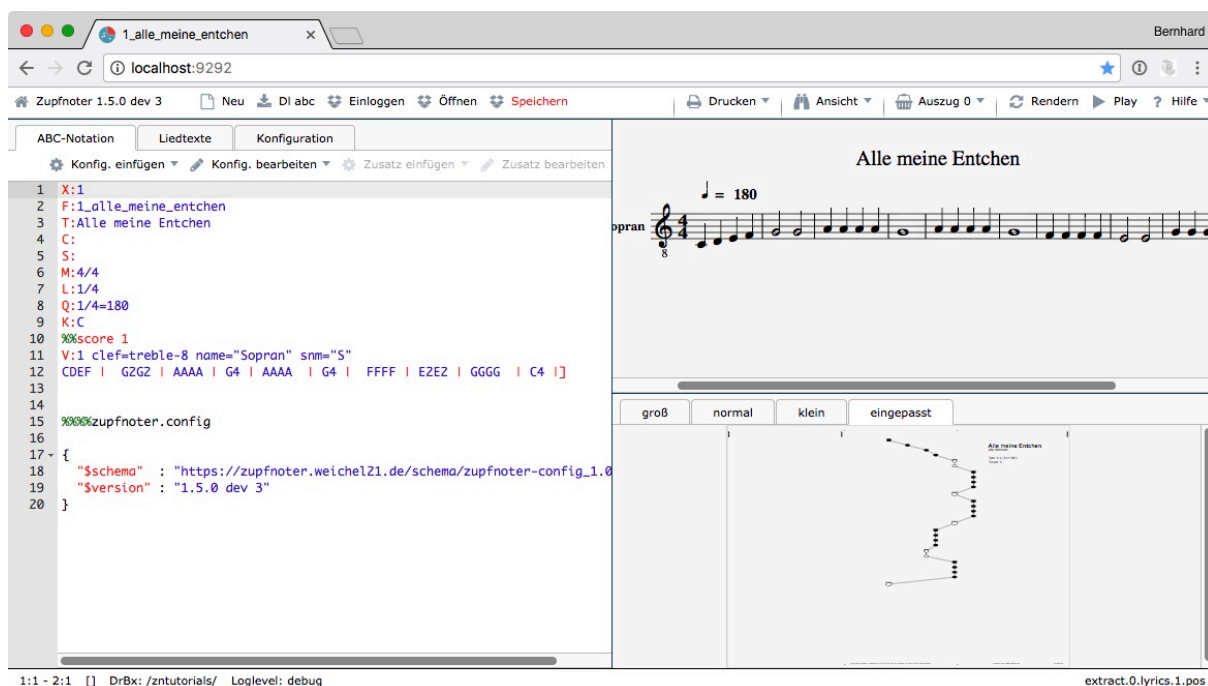 1_alle_meine_entchen
Bernhard
localhost:9292
Zupfnoter 1.5.0 dev 3 Neu Dl abc Einloggen Öffnen Speichern Drucken Ansicht Auszug 0 Rendern Play ? Hilfe
ABC-Notation Liedtexte Konfiguration
Konfig. einfügen Konfig. bearbeiten Zusatz einfügen Zusatz bearbeiten
1 X:1
2 F:1_alle_meine_entchen
3 T:Alle meine Entchen
4 C:
5 S:
6 M:4/4
7 L:1/4
8 Q:1/4=180
9 K:C
10 %%score 1
11 V:1 clef=treble-8 name="Sopran" snm="S"
12 CDEF | G2G2 | AAAA | G4 | AAAA | G4 | FFFF | E2E2 | GGGG | C4 |]
13
14
15 %%%%zupfnoter.config
16
17 {
18 "$schema" : "https://zupfnoter.weichel21.de/schema/zupfnoter-config_1.0
19 "$version" : "1.5.0 dev 3"
20 }
Alle meine Entchen
= 180
opran
4
4
8
groß normal klein eingepasst
Alle meine Entchen
1:1 - 2:1 [] DrBx: /zntutorials/ Loglevel: debug
extract.0.lyrics.1.pos